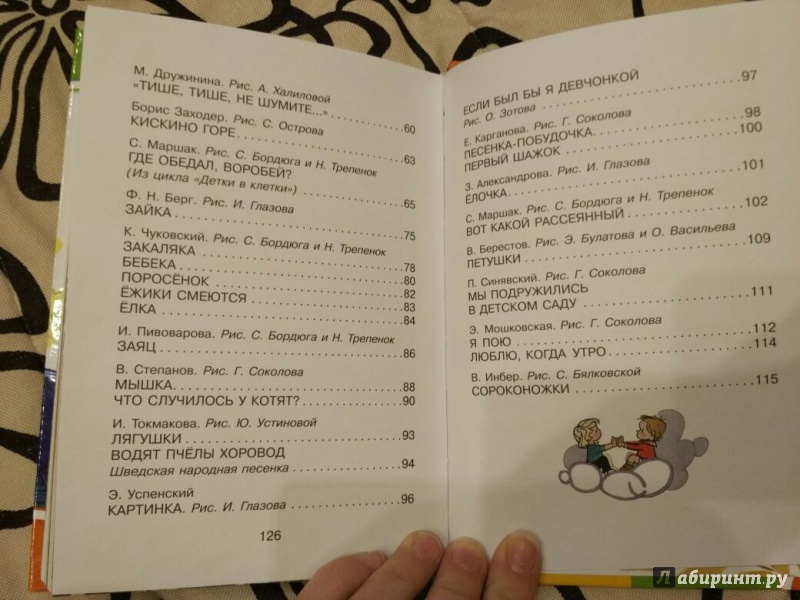 М. Дружинина. Рис. А. Халиловой
"ТИШЕ, ТИШЕ, НЕ ШУМИТЕ..." 60
Борис Заходер. Рис. С. Острова
КИСКИНО ГОРЕ 63
С. Маршак. Рис. С. Бордюга и Н. Трепенок
ГДЕ ОБЕДАЛ, ВОРОБЕЙ?
(Из цикла «Детки в клетки») 65
Ф. Н. Берг. Рис. И. Глазова
ЗАЙКА 75
К. Чуковский. Рис. С. Бордюга и Н. Трепенок
ЗАКАЛЯКА 78
БЕБЕКА 80
ПОРОСЁНОК 82
ЁЖИКИ СМЕЮТСЯ 83
ЁЛКА 84
И. Пивоварова. Рис. С. Бордюга и Н. Трепенок
ЗАЯЦ 86
В. Степанов. Рис. Г. Соколова
МЫШКА 88
ЧТО СЛУЧИЛОСЬ У КОТЯТ? 90
И. Токмакова. Рис. Ю. Устиновой
ЛЯГУШКИ 93
ВОДЯТ ПЧЁЛЫ ХОРОВОД
Шведская народная песенка 94
Э. Успенский
КАРТИНКА. Рис. И. Глазова 96
126
ЕСЛИ БЫЛ БЫ Я ДЕВЧОНКОЙ
Рис. О. Зотова 97
Е. Карганова. Рис. Г. Соколова
ПЕСЕНКА-ПОБУДОЧКА 98
ПЕРВЫЙ ШАЖОК 100
З. Александрова. Рис. И. Глазова
ЁЛОЧКА 101
С. Маршак. Рис. С. Бордюга и Н. Трепенок
ВОТ КАКОЙ РАССЕЯННЫЙ 102
В. Берестов. Рис. Э. Булатова и О. Васильева
ПЕТУШКИ 109
П. Синявский. Рис. Г. Соколова
МЫ ПОДРУЖИЛИСЬ
В ДЕТСКОМ САДУ 111
Э. Мошковская. Рис. Г. Соколова
Я ПОЮ 112
ЛЮБЛЮ, КОГДА УТРО 114
В. Инбер. Рис. С. Бялковской
СОРОКОНОЖКИ 115
Лабиринт.ру